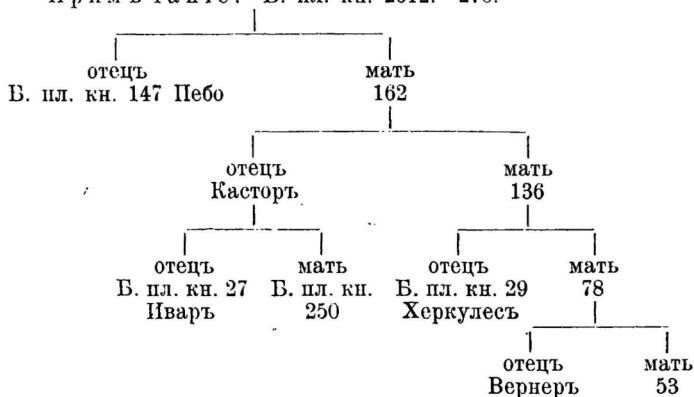 отецъ мать
Б. пл. кн. 147 Пебо 162
отецъ мать
Касторъ 136
отецъ мать отецъ мать
Б. пл. кн. 27 Б. пл. кн. Б. пл. кн. 29 78
Иваръ 250 Херкулесъ
отецъ мать
Вернеръ 53